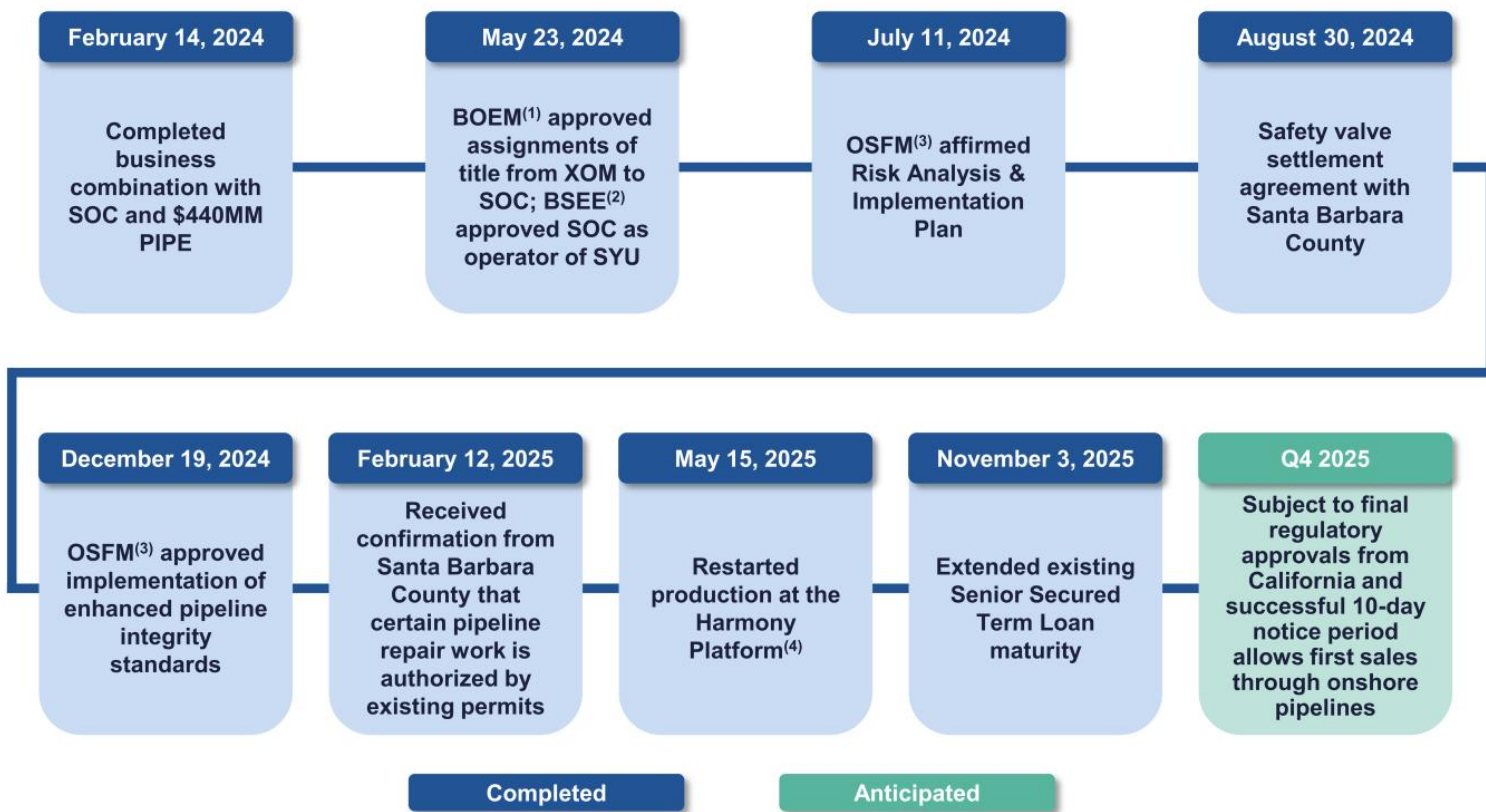 February 14, 2024
Completed
business
combination with
SOC and $440MM
PIPE
May 23, 2024
BOEM(1) approved
assignments of
title from XOM to
SOC; BSEE(2)
approved SOC as
operator of SYU
July 11, 2024
OSFM(3) affirmed
Risk Analysis &
Implementation
Plan
August 30, 2024
Safety valve
settlement
agreement with
Santa Barbara
County
December 19, 2024
OSFM(3) approved
implementation of
enhanced pipeline
integrity
standards
February 12, 2025
Received
confirmation from
Santa Barbara
County that
certain pipeline
repair work is
authorized by
existing permits
May 15, 2025
Restarted
production at the
Harmony
Platform(4)
November 3, 2025
Extended existing
Senior Secured
Term Loan
maturity
Q4 2025
Subject to final
regulatory
approvals from
California and
successful 10-day
notice period
allows first sales
through onshore
pipelines
Completed
Anticipated